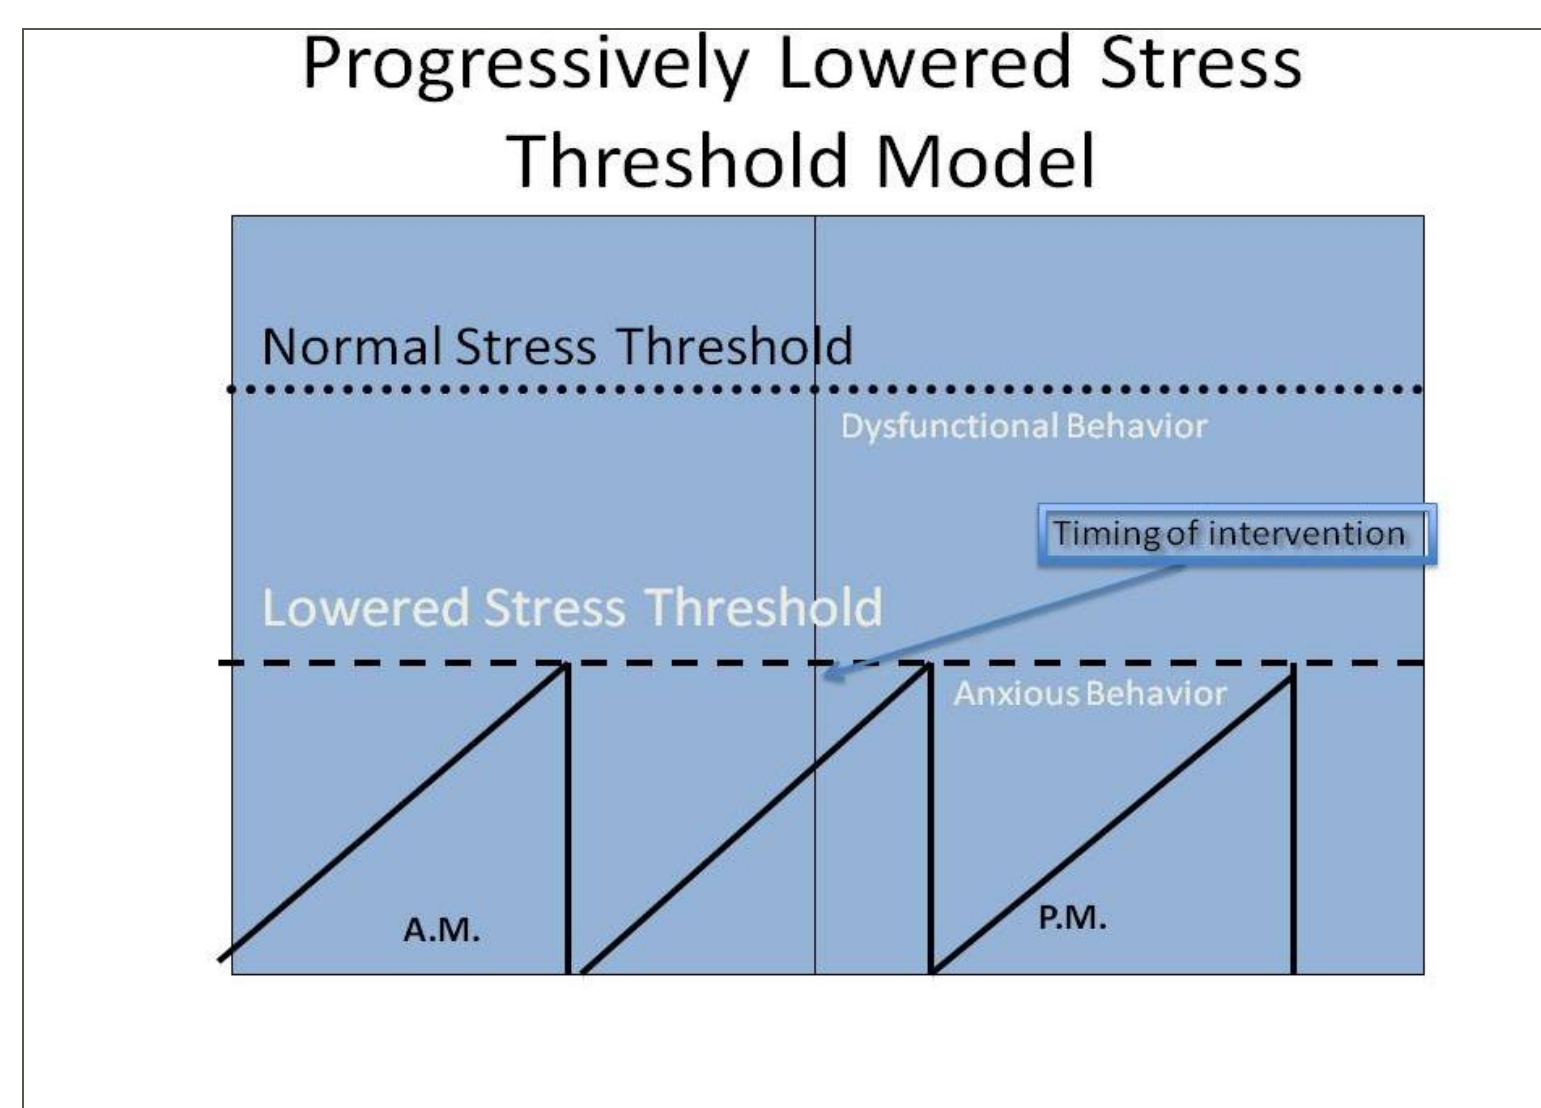 Progressively Lowered Stress
Threshold Model
Normal Stress Threshold
Dysfunctional Behavior
Timing of intervention
Lowered Stress Threshold
Anxious Behavior
A.M.
P.M.